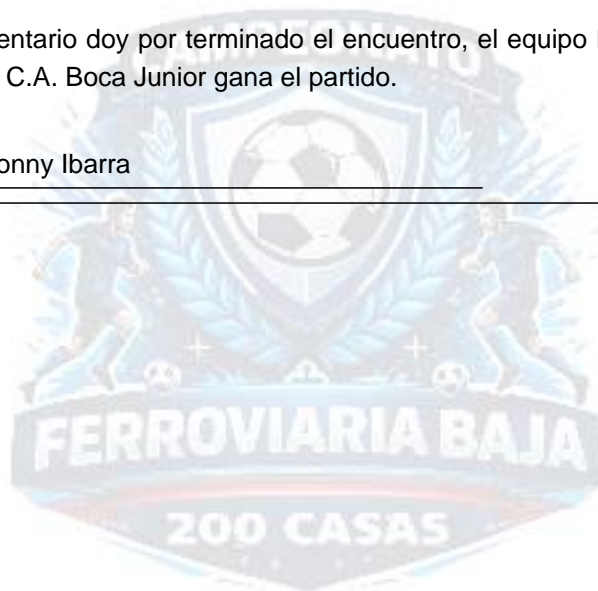 entario doy por terminado el encuentro, el equipo
C.A. Boca Junior gana el partido.
onny Ibarra
CAMPEONATO
FERROVIARIA BAJA
200 CASAS